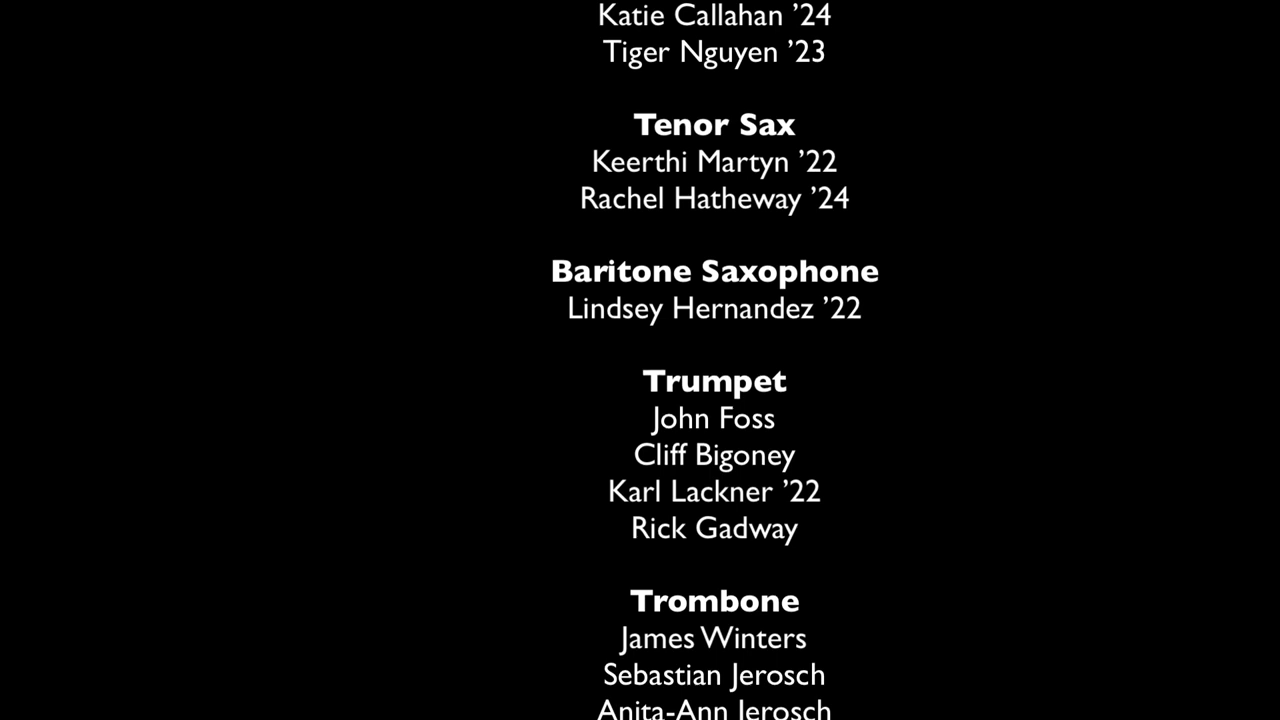 Katie Callahan ’24
Tiger Nguyen ’23
Tenor Sax
Keerthi Martyn ’22
Rachel Hatheway ’24
Baritone Saxophone
Lindsey Hernandez ’22
Trumpet
John Foss
Cliff Bigoney
Karl Lackner ’22
Rick Gadway
Trombone
James Winters
Sebastian Jerosch
Anita-Ann Jerosch